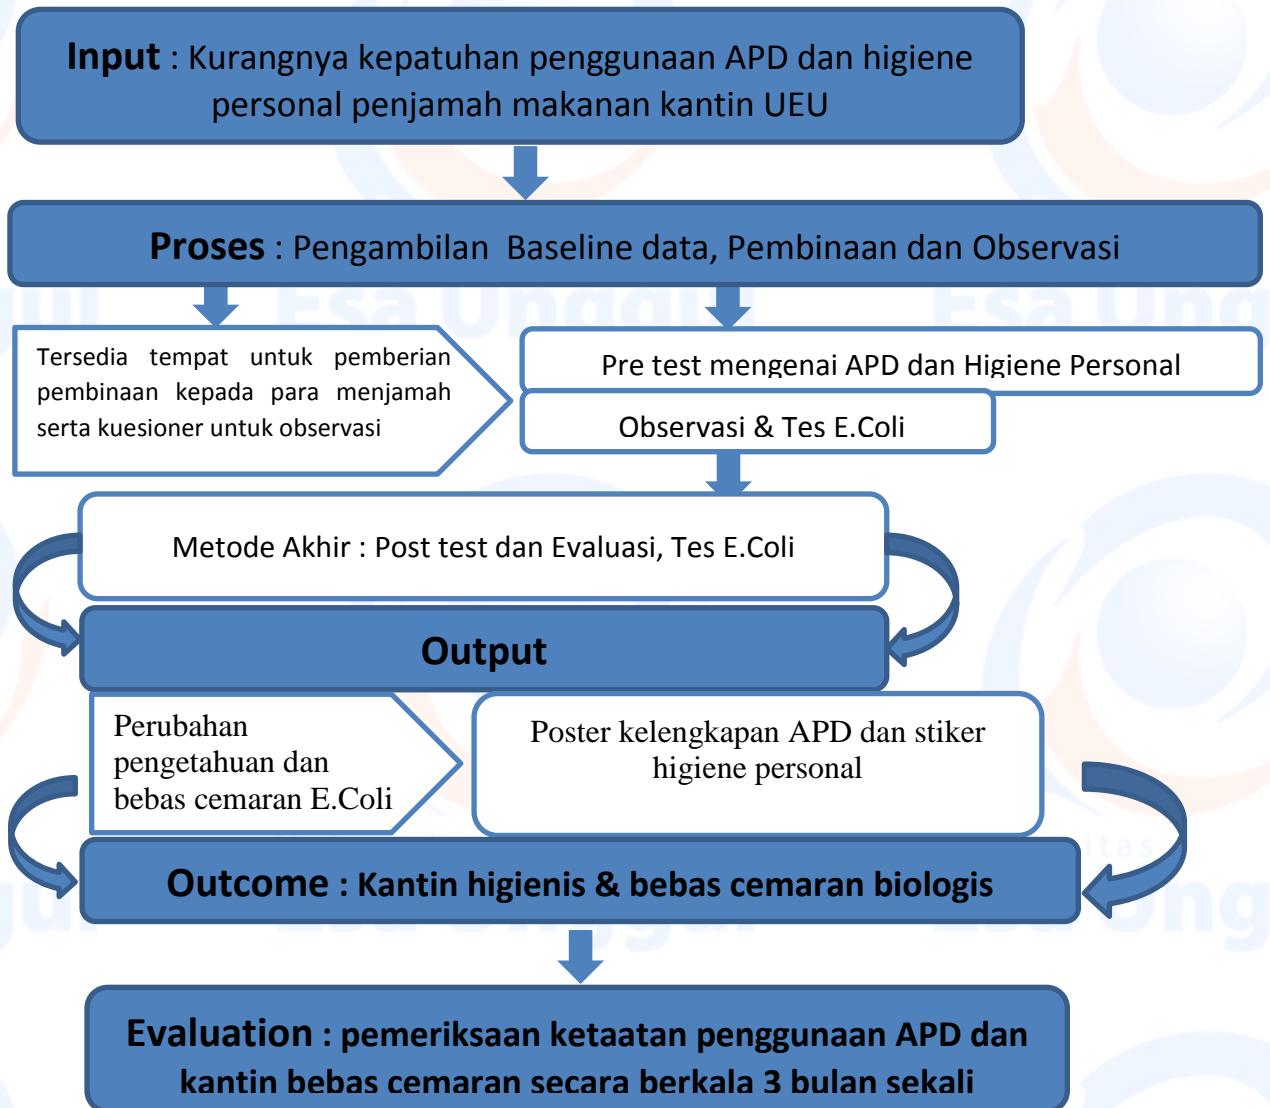 Input : Kurangnya kepatuhan penggunaan APD dan higiene
personal penjamah makanan kantin UEU
Proses : Pengambilan Baseline data, Pembinaan dan Observasi
Tersedia tempat untuk pemberian
pembinaan kepada para menjamah
serta kuesioner untuk observasi
Pre test mengenai APD dan Higiene Personal
Observasi & Tes E.Coli
Metode Akhir : Post test dan Evaluasi, Tes E.Coli
Output
Perubahan
pengetahuan dan
bebas cemaran E.Coli
Poster kelengkapan APD dan stiker
higiene personal
Outcome : Kantin higienis & bebas cemaran biologis
Evaluation : pemeriksaan ketaatan penggunaan APD dan
kantin bebas cemaran secara berkala 3 bulan sekali
Esa Unggul